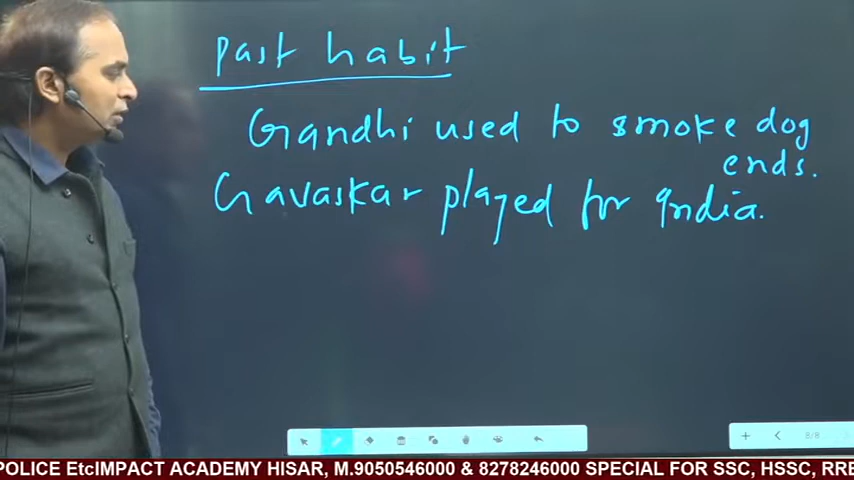 Past habit
Gandhi used to smoke dog
ends.
Gavaskar played for India.
8/8
POLICE EtcIMPACT ACADEMY HISAR, M.9050546000 & 8278246000 SPECIAL FOR SSC, HSSC, RRB